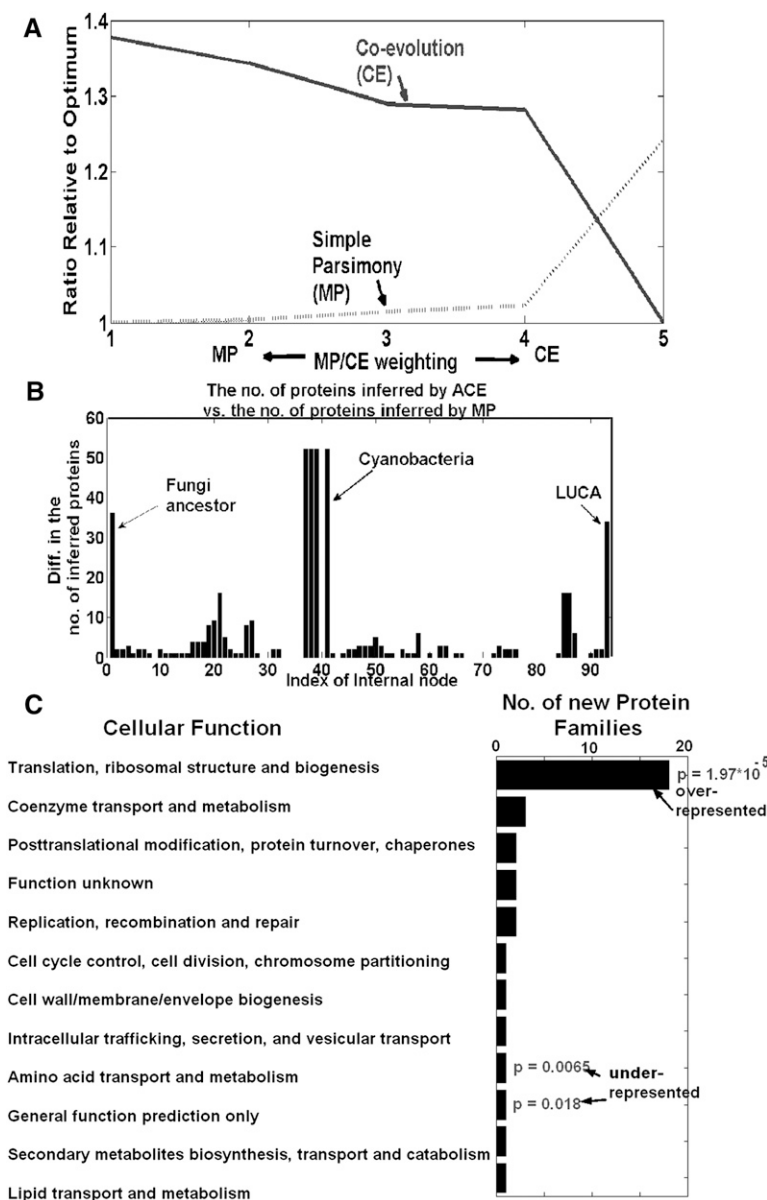 A
Ratio Relative to Optimum
1.4
1.3
1.2
1.1
1
Co-evolution
(CE)
Simple
Parsimony
(MP)
1 2 3 4 5
MP MP/CE weighting CE
B
The no. of proteins inferred by ACE
vs. the no. of proteins inferred by MP
Diff. in the
no. of inferred proteins
60
50
40
30
20
10
0
Fungi
ancestor
Cyanobacteria
LUCA
0 10 20 30 40 50 60 70 80 90
Index of Internal node
C
Cellular Function
No. of new Protein
Families
0 10 20
Translation, ribosomal structure and biogenesis
p = 1.97*10-5
over-
represented
Coenzyme transport and metabolism
Posttranslational modification, protein turnover, chaperones
Function unknown
Replication, recombination and repair
Cell cycle control, cell division, chromosome partitioning
Cell wall/membrane/envelope biogenesis
Intracellular trafficking, secretion, and vesicular transport
Amino acid transport and metabolism
p = 0.0065
under-
represented
General function prediction only
p = 0.018
Secondary metabolites biosynthesis, transport and catabolism
Lipid transport and metabolism